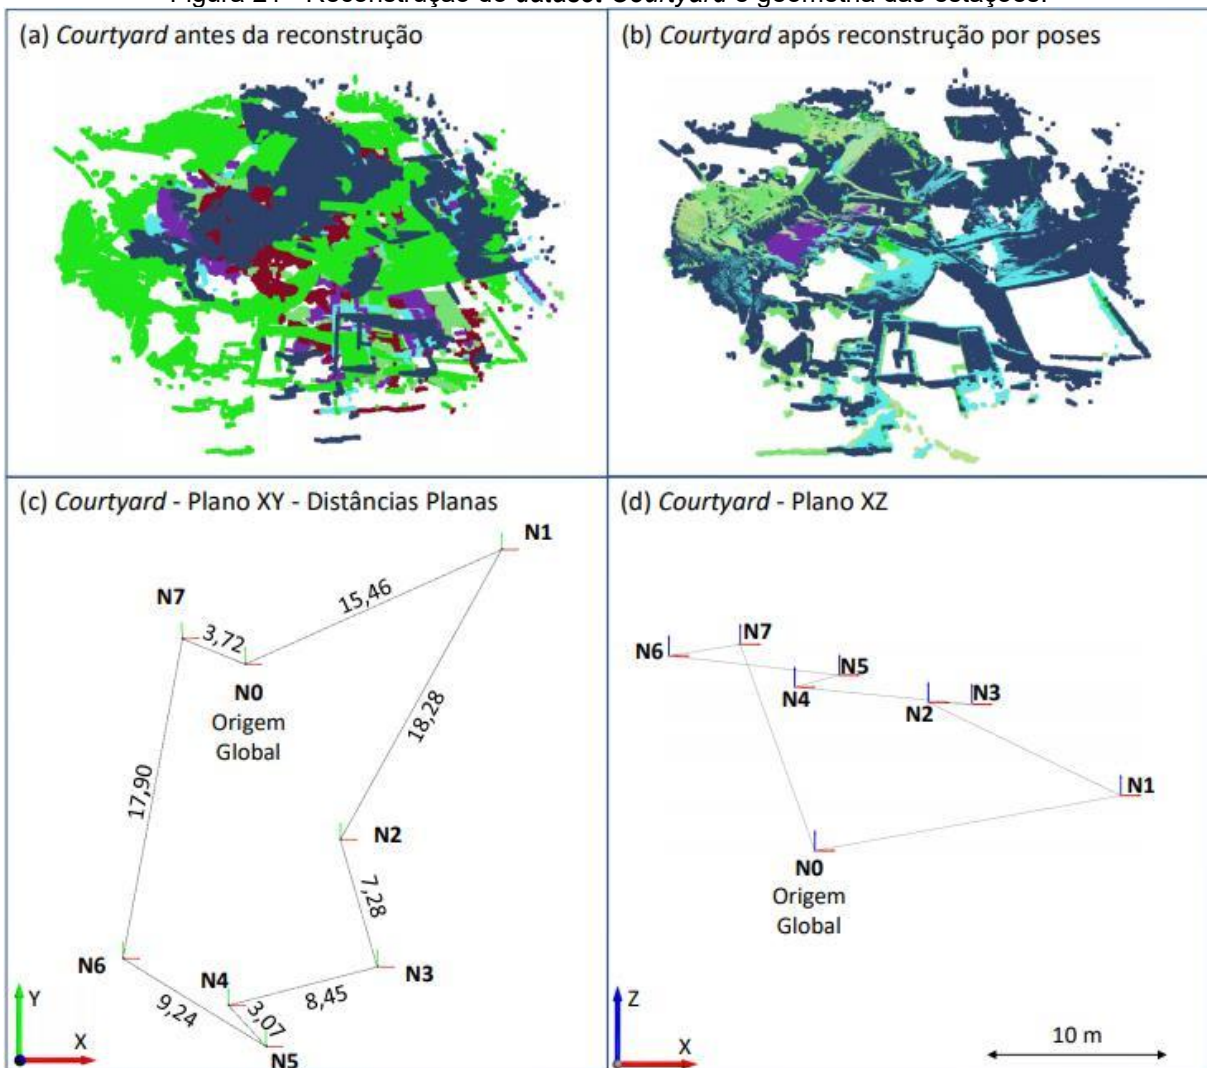 (a) Courtyard antes da reconstrução
(b) Courtyard após reconstrução por poses
(c) Courtyard - Plano XY - Distâncias Planas
N1
15,46
N7
3,72
N0
Origem
Global
18,28
17,90
N2
7,28
N6
N4
N3
8,45
9,24
3,07
N5
Y
X
(d) Courtyard - Plano XZ
N7
N6
N5
N4
N3
N2
N1
N0
Origem
Global
Z
X
10 m